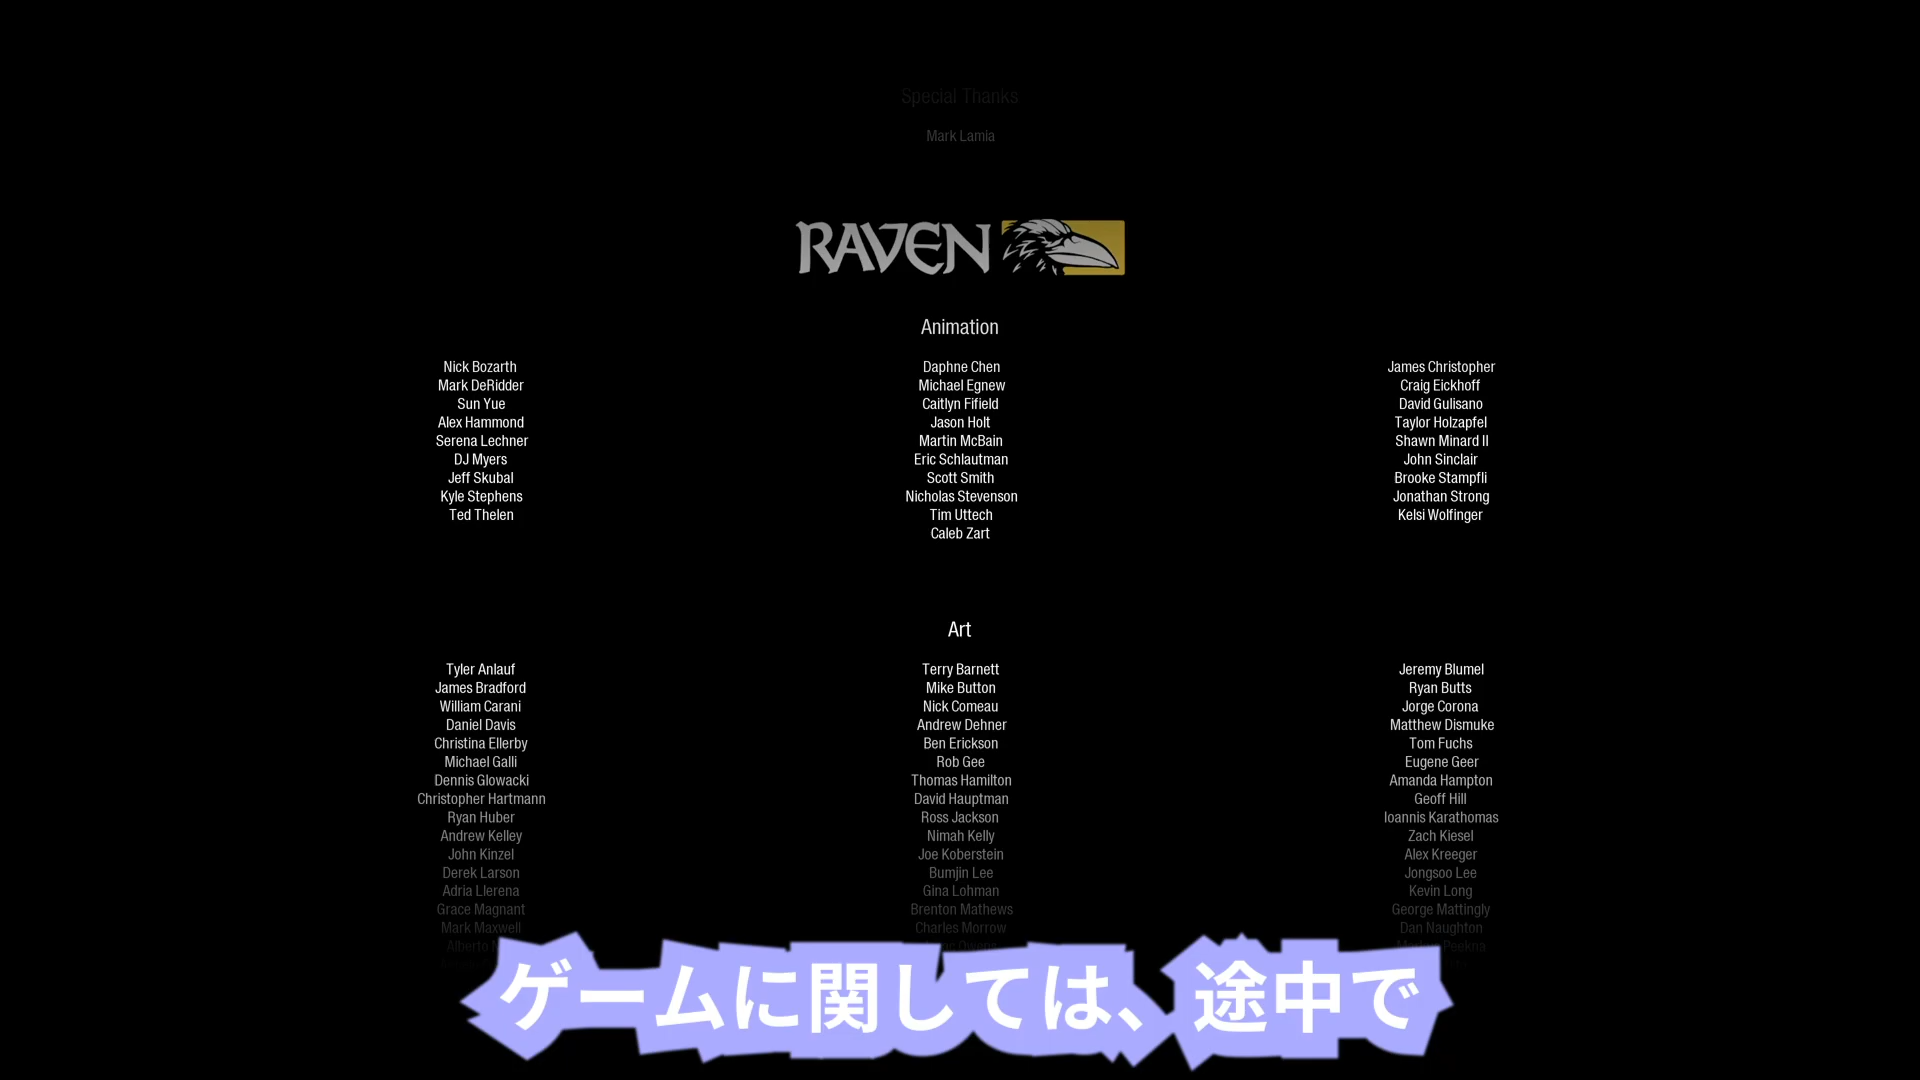 Special Thanks
Mark Lamia
RAVEN
Animation
Nick Bozarth Daphne Chen James Christopher
Mark DeRidder Michael Egnew Craig Eickhoff
Sun Yue Caitlyn Fifield David Gulisano
Alex Hammond Jason Holt Taylor Holzapfel
Serena Lechner Martin McBain Shawn Minard II
DJ Myers Eric Schlautman John Sinclair
Jeff Skubal Scott Smith Brooke Stampfli
Kyle Stephens Nicholas Stevenson Jonathan Strong
Ted Thelen Tim Uttech Kelsi Wolfinger
Caleb Zart
Art
Tyler Anlauf Terry Barnett Jeremy Blumel
James Bradford Mike Button Ryan Butts
William Carani Nick Comeau Jorge Corona
Daniel Davis Andrew Dehner Matthew Dismuke
Christina Ellerby Ben Erickson Tom Fuchs
Michael Galli Rob Gee Eugene Geer
Dennis Glowacki Thomas Hamilton Amanda Hampton
Christopher Hartmann David Hauptman Geoff Hill
Ryan Huber Ross Jackson Ioannis Karathomas
Andrew Kelley Nimah Kelly Zach Kiesel
John Kinzel Joe Koberstein Alex Kreeger
Derek Larson Bumjin Lee Jongsoo Lee
Adria Llerena Gina Lohman Kevin Long
Grace Magnant Brenton Mathews George Mattingly
Mark Maxwell Charles Morrow Dan Naughton
Alberto Peekna
ゲームに関しては、途中で